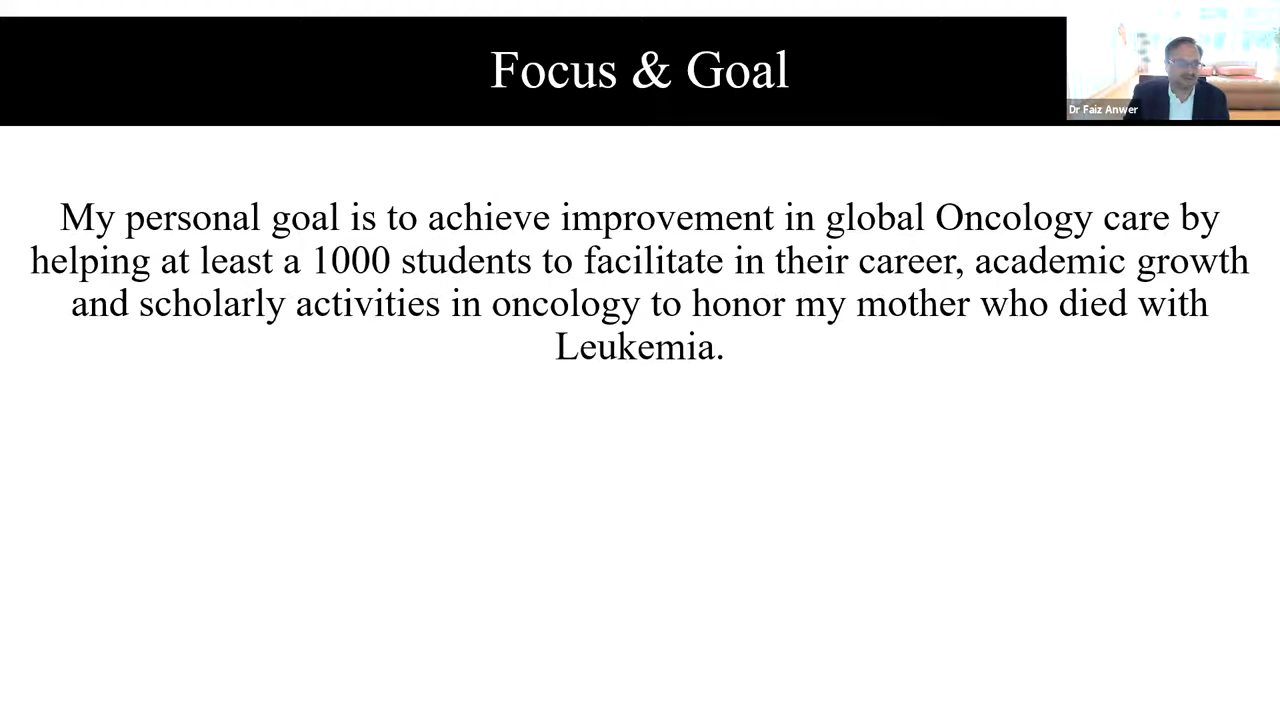 Focus & Goal
Dr Faiz Anwer
My personal goal is to achieve improvement in global Oncology care by
helping at least a 1000 students to facilitate in their career, academic growth
and scholarly activities in oncology to honor my mother who died with
Leukemia.